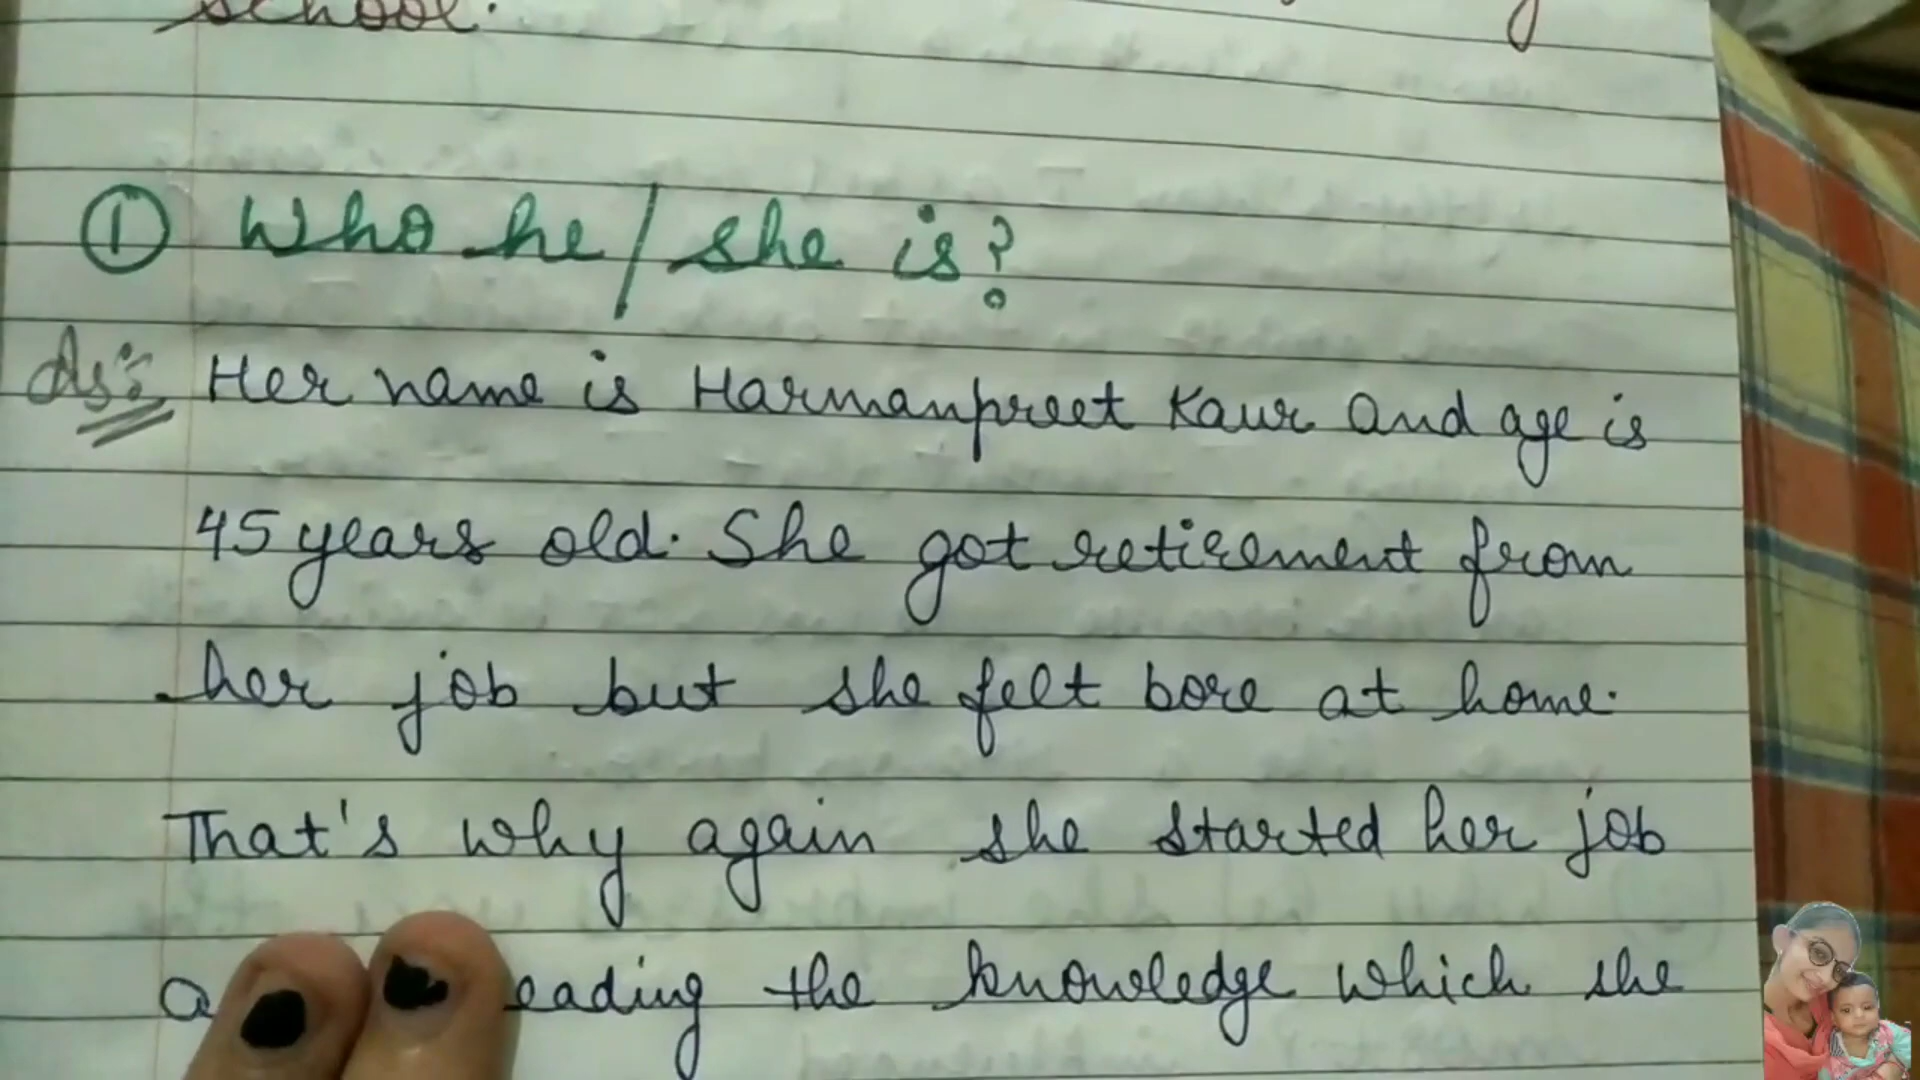 school.
① Who he/she is?
Ans:- Her name is Harmanpreet Kaur and age is
45 years old. She got retirement from
her job but she felt bore at home.
That's why again she started her job
the knowledge which she